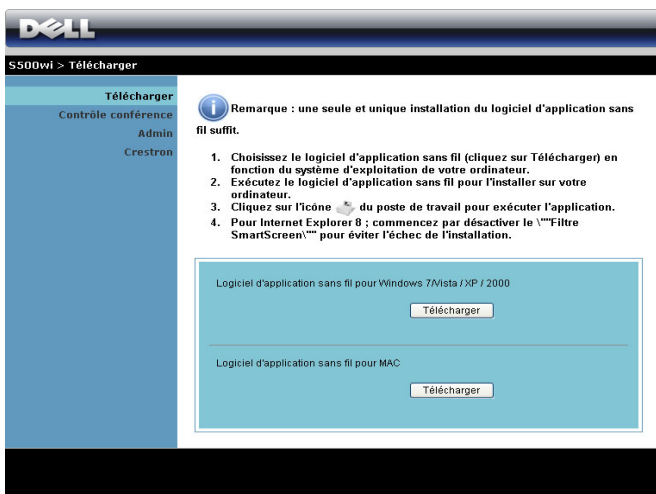 DELL
S500wi > Télécharger
Télécharger
Contrôle conférence
Admin
Crestron
Remarque : une seule et unique installation du logiciel d'application sans
fil suffit.
1. Choisissez le logiciel d'application sans fil (cliquez sur Télécharger) en
fonction du système d'exploitation de votre ordinateur.
2. Exécutez le logiciel d'application sans fil pour l'installer sur votre
ordinateur.
3. Cliquez sur l'icône du poste de travail pour exécuter l'application.
4. Pour Internet Explorer 8 ; commencez par désactiver le \""Filtre
SmartScreen\"" pour éviter l'échec de l'installation.
Logiciel d'application sans fil pour Windows 7/Vista / XP / 2000
Télécharger
Logiciel d'application sans fil pour MAC
Télécharger